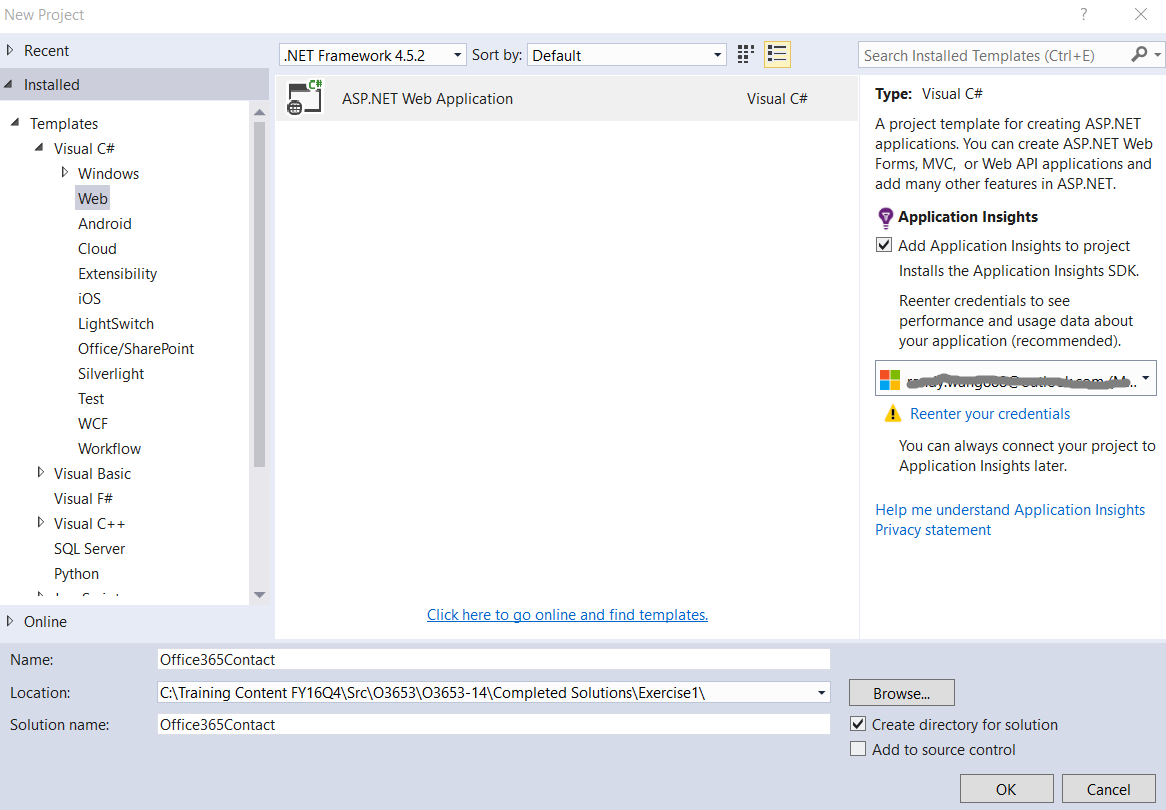 New Project
?
Recent
.NET Framework 4.5.2
Sort by:
Default
Search Installed Templates (Ctrl+E)
Installed
Templates
Visual C#
Windows
Web
Android
Cloud
Extensibility
iOS
LightSwitch
Office/SharePoint
Silverlight
Test
WCF
Workflow
Visual Basic
Visual F#
Visual C++
SQL Server
Python
Online
C#
ASP.NET Web Application
Visual C#
Click here to go online and find templates.
Type: Visual C#
A project template for creating ASP.NET
applications. You can create ASP.NET Web
Forms, MVC, or Web API applications and
add many other features in ASP.NET.
Application Insights
Add Application Insights to project
Installs the Application Insights SDK.
Reenter credentials to see
performance and usage data about
your application (recommended).
Reenter your credentials
You can always connect your project to
Application Insights later.
Help me understand Application Insights
Privacy statement
Name:
Office365Contact
Location:
C:\Training Content FY16Q4\Src\O3653\O3653-14\Completed Solutions\Exercise1\
Browse...
Solution name:
Office365Contact
Create directory for solution
Add to source control
OK
Cancel